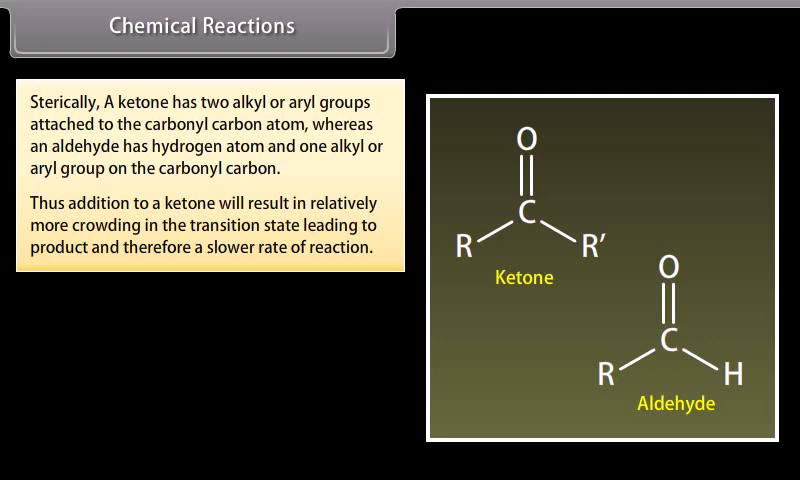 Chemical Reactions
Sterically, A ketone has two alkyl or aryl groups
attached to the carbonyl carbon atom, whereas
an aldehyde has hydrogen atom and one alkyl or
aryl group on the carbonyl carbon.
Thus addition to a ketone will result in relatively
more crowding in the transition state leading to
product and therefore a slower rate of reaction.
O
C
R R′
Ketone
O
C
R H
Aldehyde